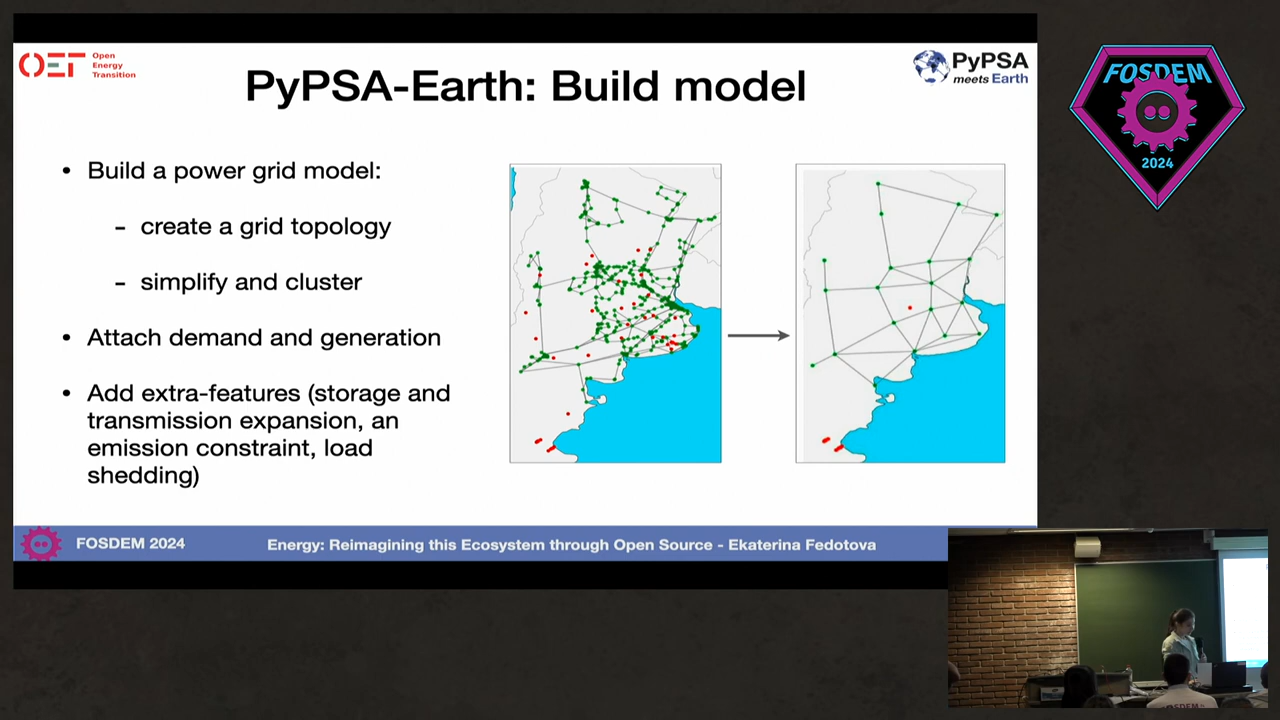 OET Open
Energy
Transition
PyPSA-Earth: Build model
PyPSA
meets Earth
FOSDEM
2024
• Build a power grid model:
- create a grid topology
- simplify and cluster
• Attach demand and generation
• Add extra-features (storage and
transmission expansion, an
emission constraint, load
shedding)
FOSDEM 2024
Energy: Reimagining this Ecosystem through Open Source - Ekaterina Fedotova